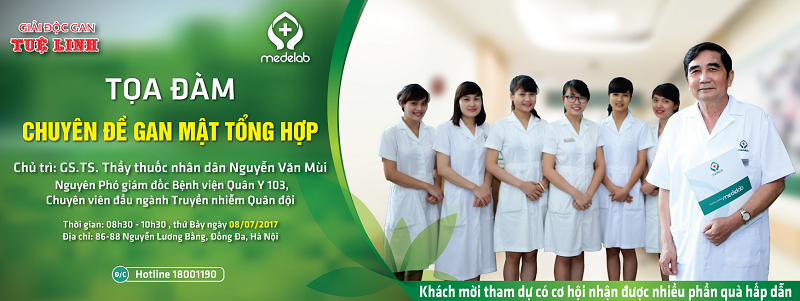 GIẢI ĐỘC GAN
TUỆ LINH
medelab
TỌA ĐÀM
CHUYÊN ĐỀ GAN MẬT TỔNG HỢP
Chủ trì: GS.TS. Thầy thuốc nhân dân Nguyễn Văn Mùi
Nguyên Phó giám đốc Bệnh viện Quân Y 103,
Chuyên viên đầu ngành Truyền nhiễm Quân đội
Thời gian: 08h30 - 10h30 , thứ Bảy ngày 08/07/2017
Địa chỉ: 86-88 Nguyễn Lương Bằng, Đống Đa, Hà Nội
Đ/C Hotline 18001190
medelab
Khách mời tham dự có cơ hội nhận được nhiều phần quà hấp dẫn